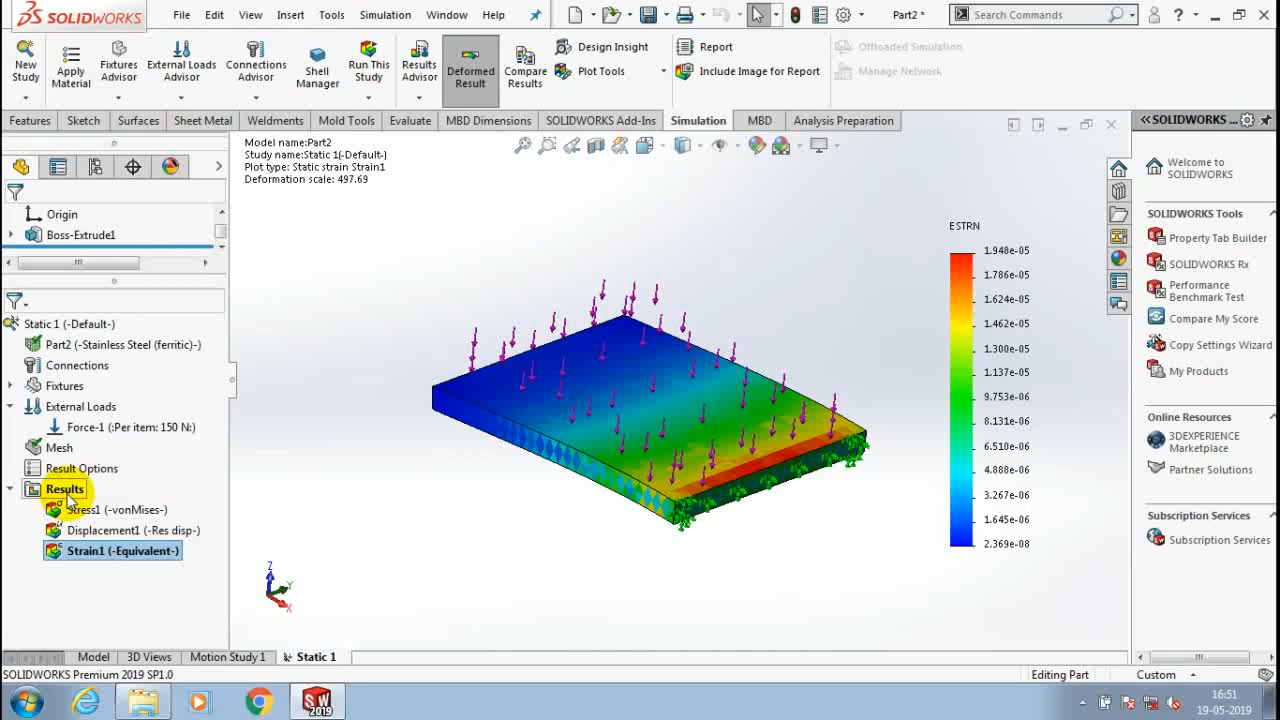 SOLIDWORKS
File Edit View Insert Tools Simulation Window Help
Part2 *
Search Commands
?
New Study
Apply Material
Fixtures Advisor
External Loads Advisor
Connections Advisor
Shell Manager
Run This Study
Results Advisor
Deformed Result
Compare Results
Design Insight
Plot Tools
Report
Include Image for Report
Offloaded Simulation
Manage Network
Features Sketch Surfaces Sheet Metal Weldments Mold Tools Evaluate MBD Dimensions SOLIDWORKS Add-Ins Simulation MBD Analysis Preparation
SOLIDWORKS ...
Origin
Boss-Extrude1
Static 1 (-Default-)
Part2 (-Stainless Steel (ferritic)-)
Connections
Fixtures
External Loads
Force-1 (:Per item: 150 N:)
Mesh
Result Options
Results
Stress1 (-vonMises-)
Displacement1 (-Res disp-)
Strain1 (-Equivalent-)
Model name:Part2
Study name:Static 1(-Default-)
Plot type: Static strain Strain1
Deformation scale: 497.69
ESTRN
1.948e-05
1.786e-05
1.624e-05
1.462e-05
1.300e-05
1.137e-05
9.753e-06
8.131e-06
6.510e-06
4.888e-06
3.267e-06
1.645e-06
2.369e-08
Z
Y
X
Welcome to
SOLIDWORKS
SOLIDWORKS Tools
Property Tab Builder
SOLIDWORKS Rx
Performance
Benchmark Test
Compare My Score
Copy Settings Wizard
My Products
Online Resources
3DEXPERIENCE
Marketplace
Partner Solutions
Subscription Services
Subscription Services
Model 3D Views Motion Study 1 Static 1
SOLIDWORKS Premium 2019 SP1.0
Editing Part
Custom
SW
2019
16:51
19-05-2019